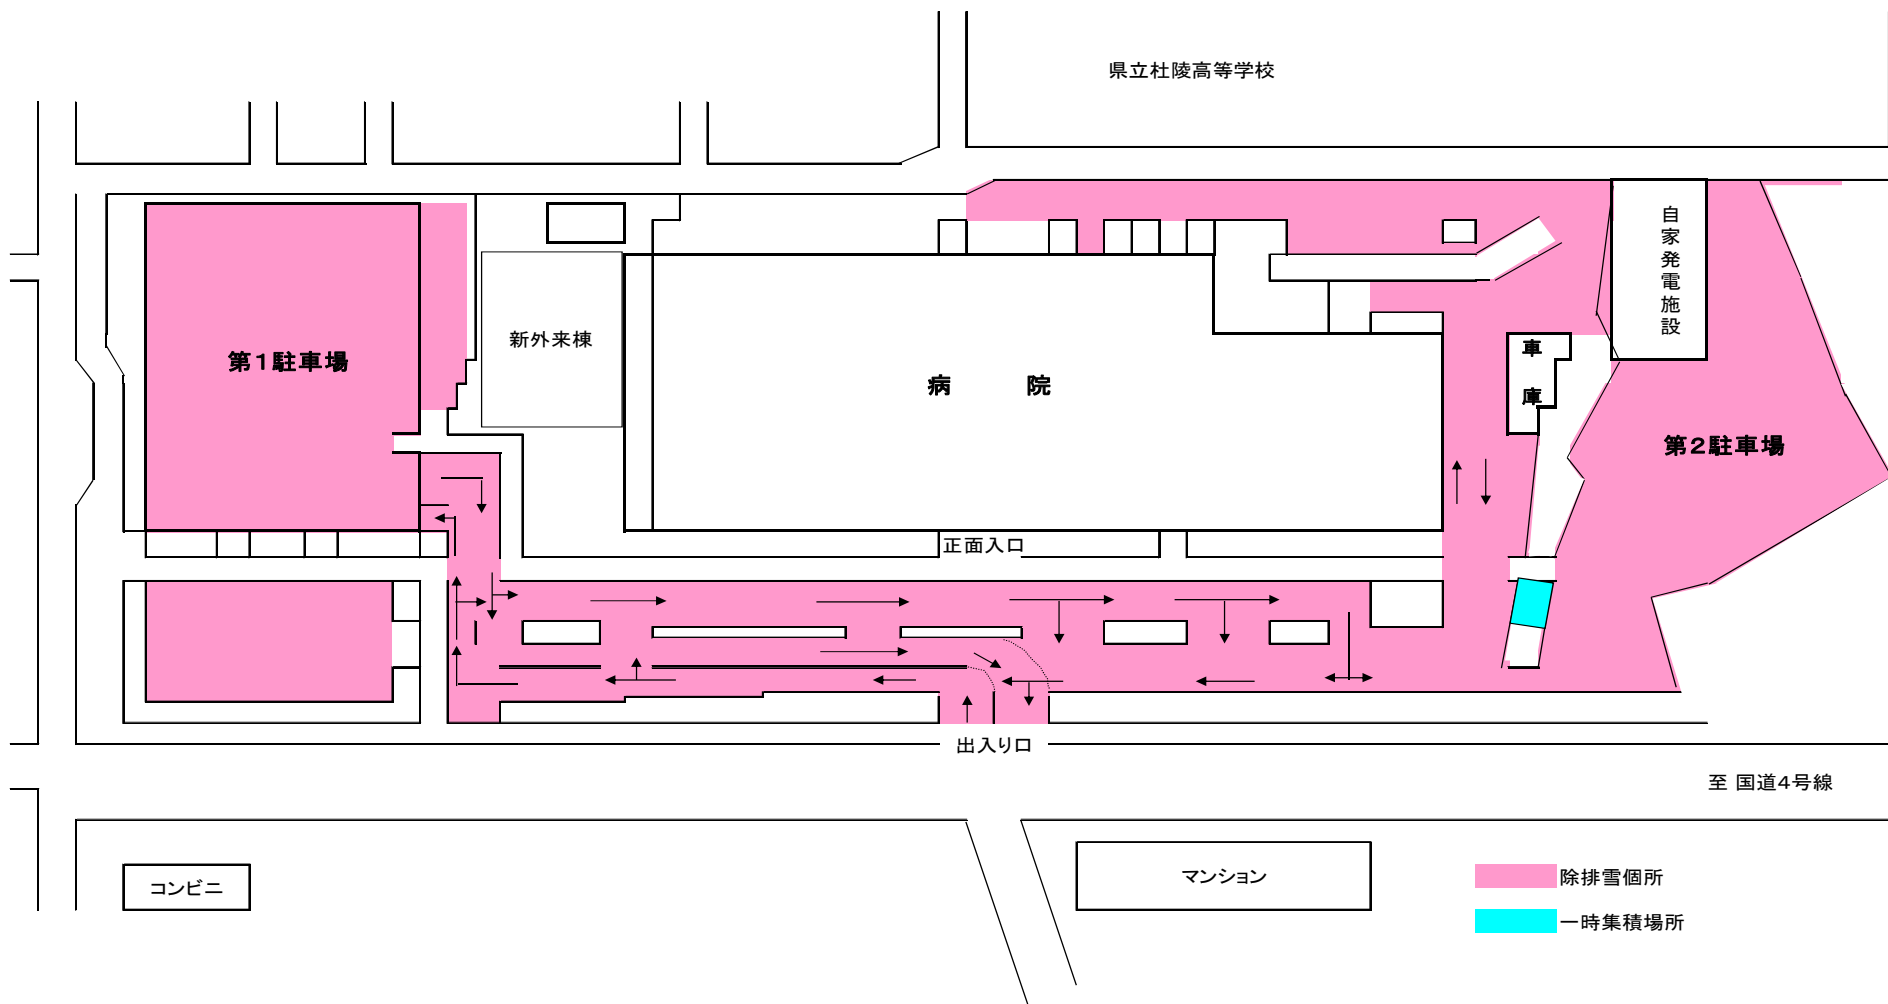 県立杜陵高等学校
自家発電施設
新外来棟
第1駐車場
病　院
車庫
第2駐車場
正面入口
出入り口
至 国道4号線
コンビニ
マンション
除排雪個所
一時集積場所